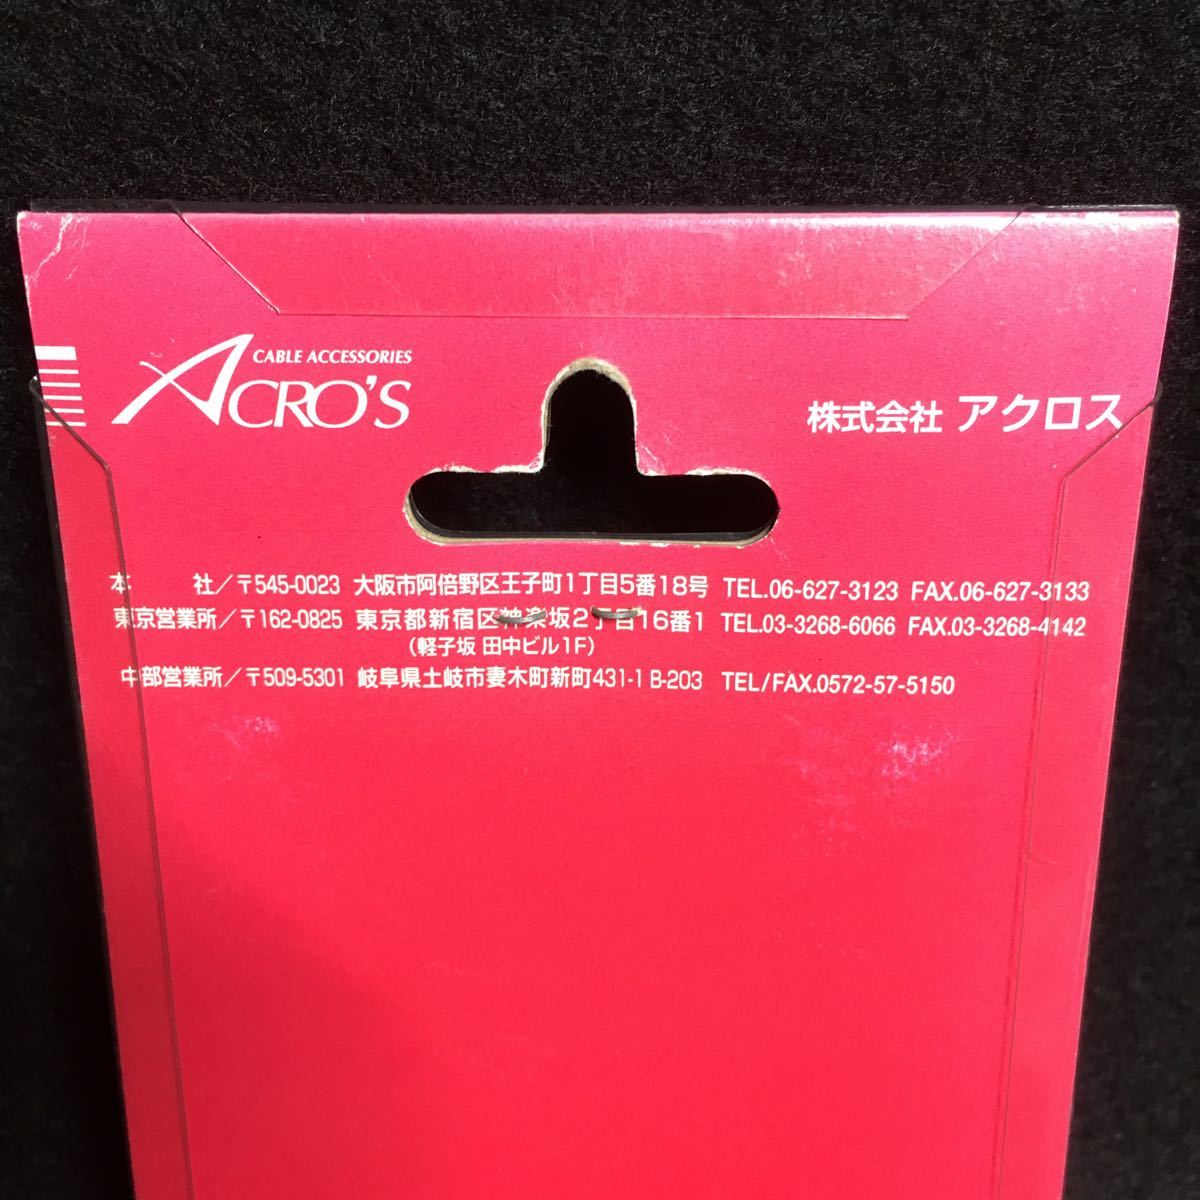 CABLE ACCESSORIES
ACRO'S
株式会社 アクロス
本 社/〒545-0023 大阪市阿倍野区王子町1丁目5番18号 TEL.06-627-3123 FAX.06-627-3133
東京営業所/〒162-0825 東京都新宿区神楽坂2丁目16番1 TEL.03-3268-6066 FAX.03-3268-4142
(軽子坂 田中ビル1F)
中部営業所/〒509-5301 岐阜県土岐市妻木町新町431-1 B-203 TEL/FAX.0572-57-5150